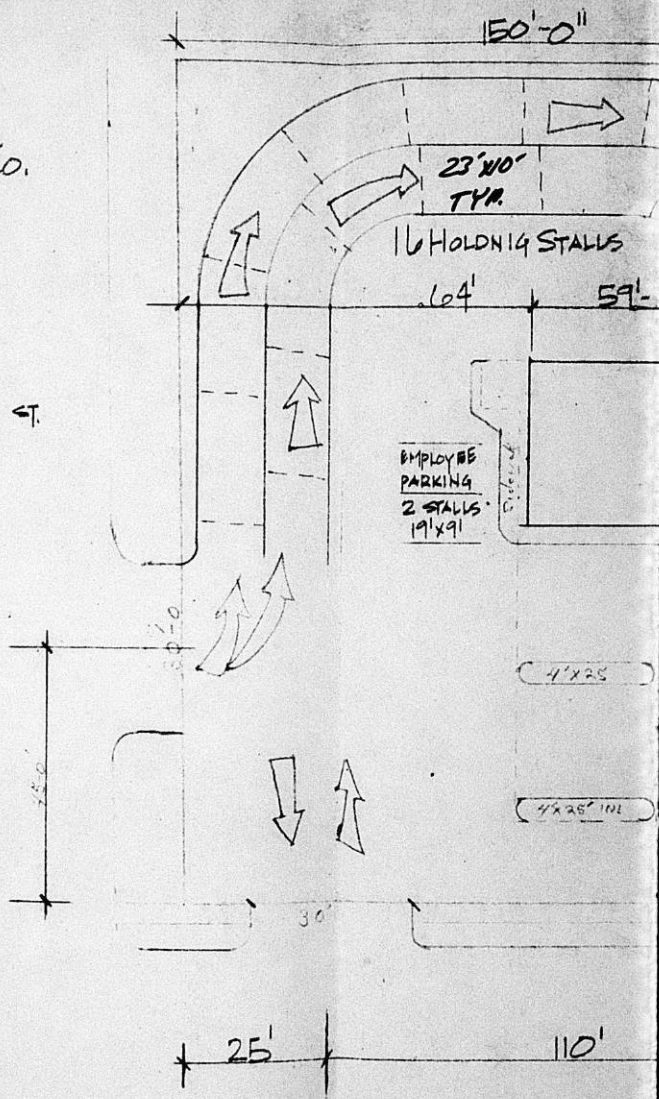 150'-0"
O.
23'x10'
TYP.
16 HOLDNIG STALLS
64'
59'-
ST.
EMPLOYEE
PARKING
2 STALLS
19'x9'
4'x25
4'x25' INL
30'
25'
110'